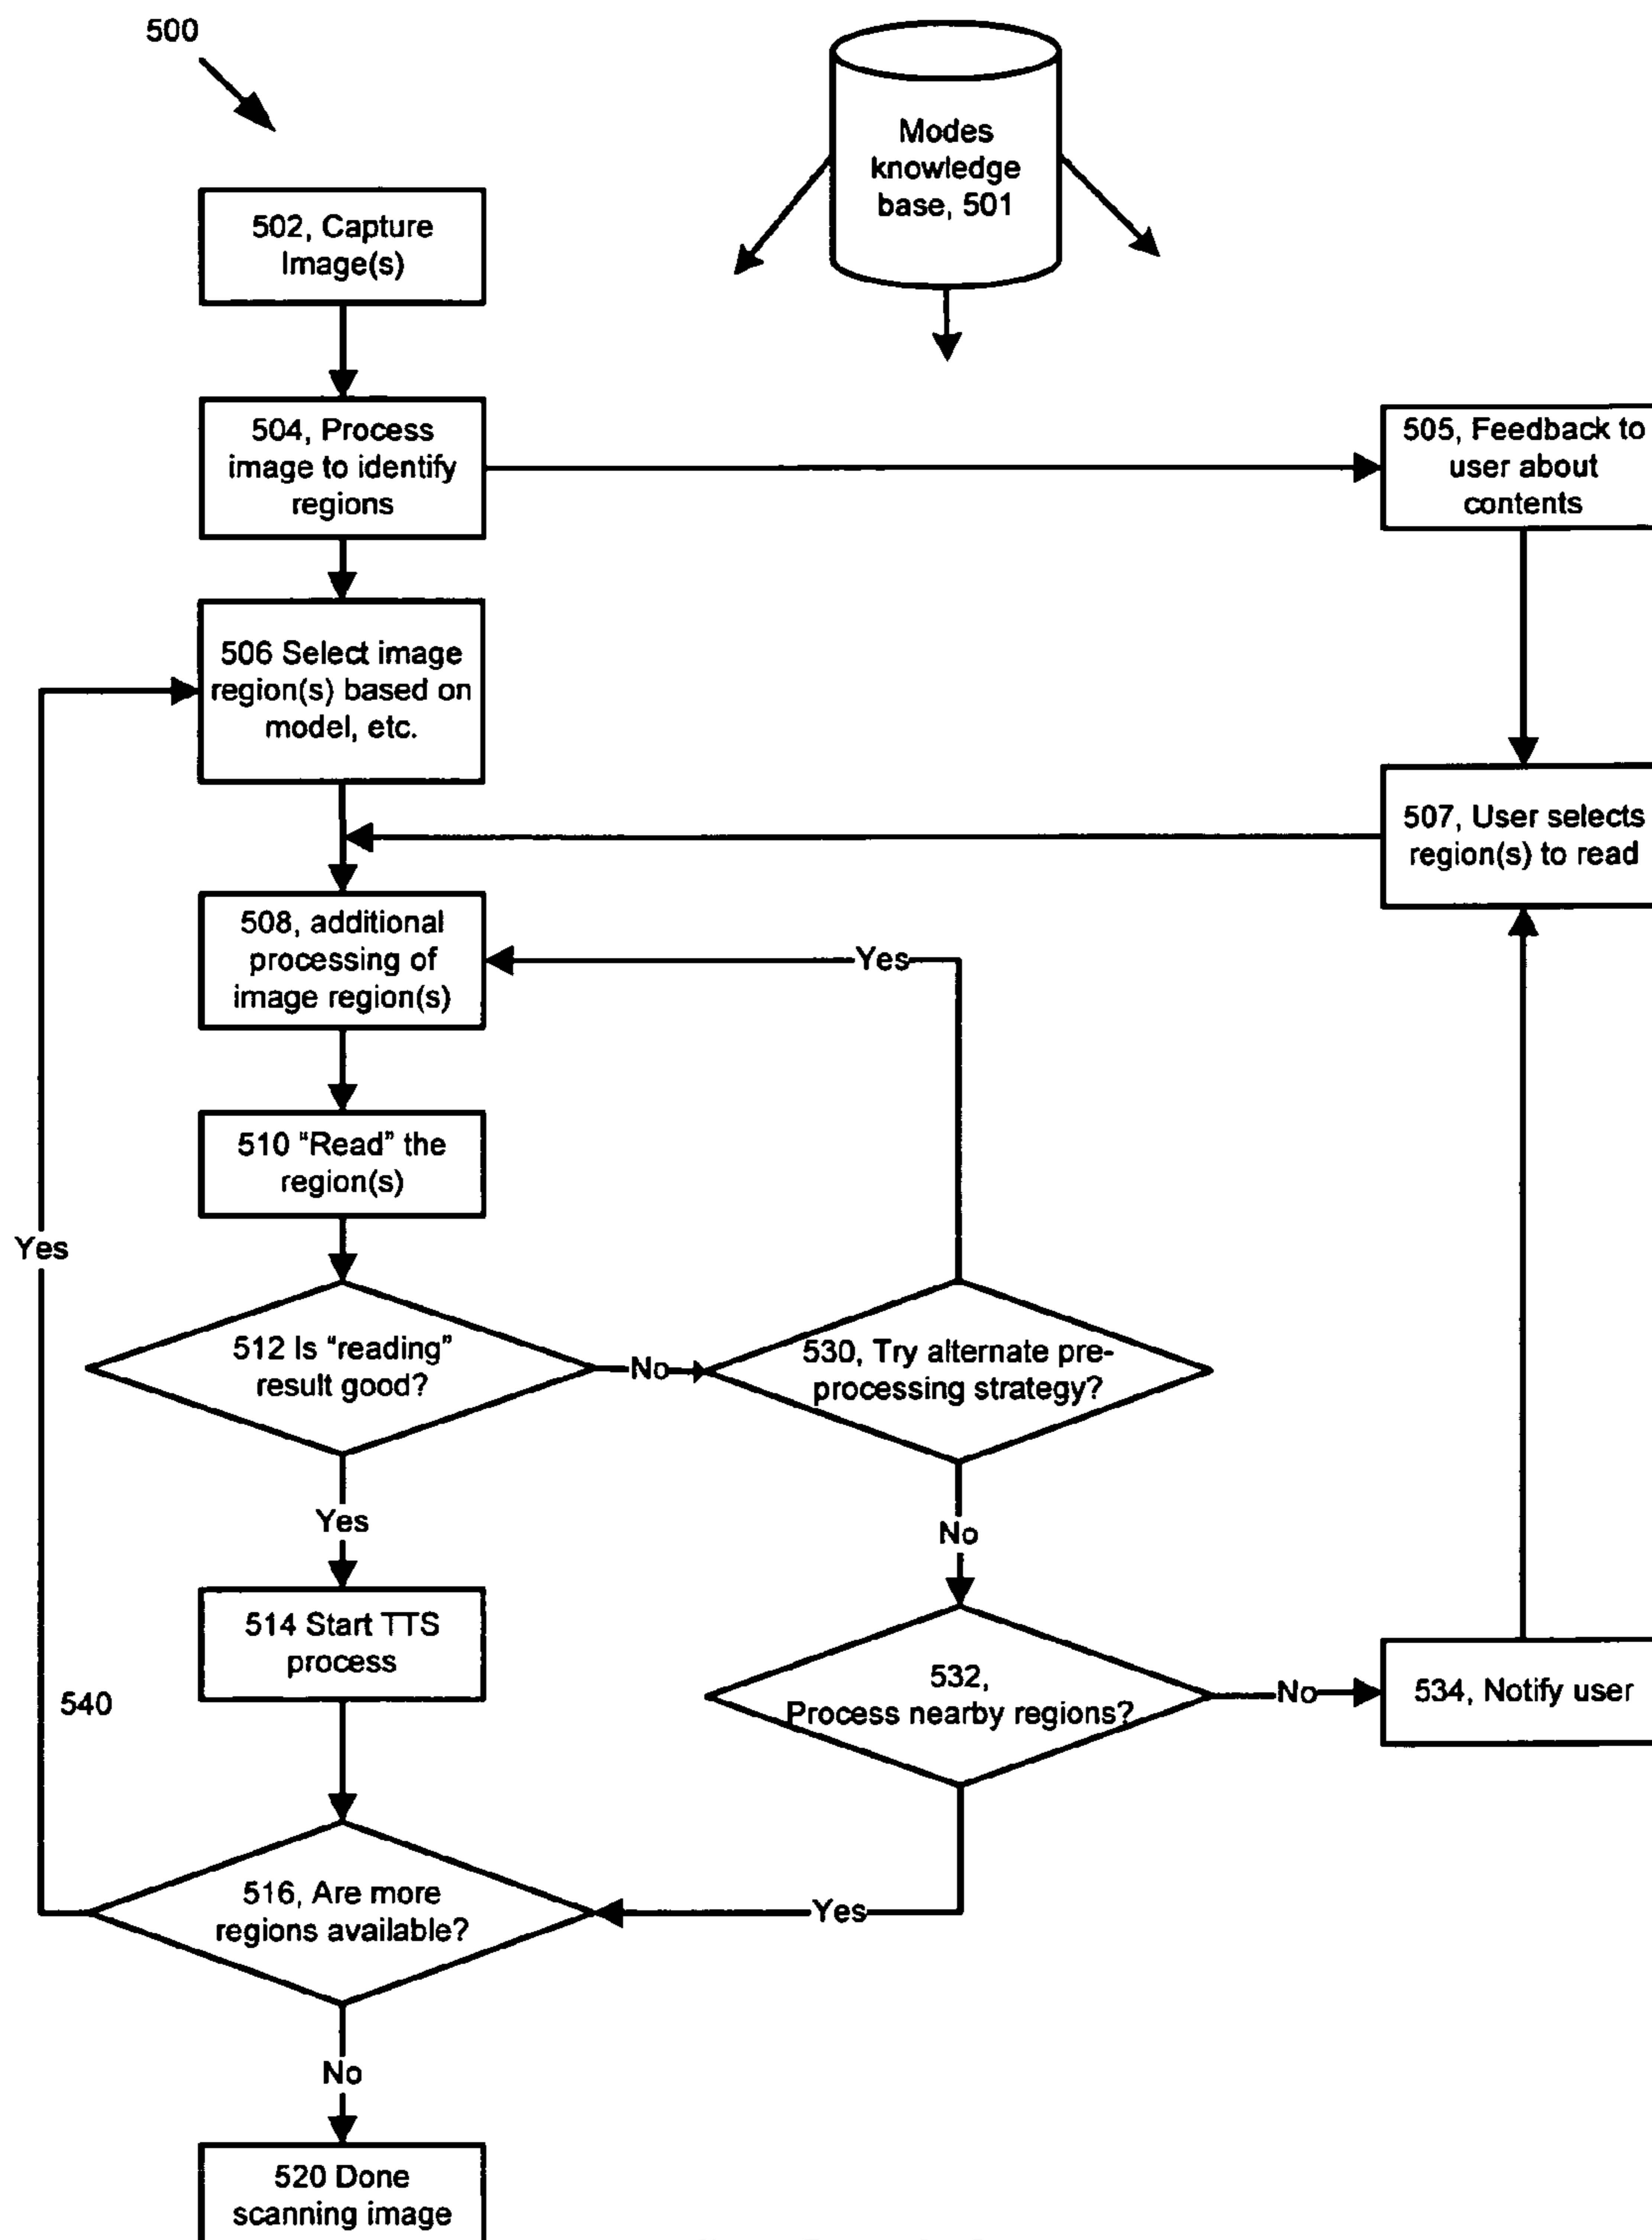 500
Modes
knowledge
base, 501
502, Capture
Image(s)
504, Process
image to identify
regions
505, Feedback to
user about
contents
506 Select image
region(s) based on
model, etc.
507, User selects
region(s) to read
508, additional
processing of
image region(s)
Yes
510 “Read” the
region(s)
Yes
512 Is “reading”
result good?
No
530, Try alternate pre-
processing strategy?
Yes
No
514 Start TTS
process
532,
Process nearby regions?
No
534, Notify user
540
516, Are more
regions available?
Yes
No
520 Done
scanning image